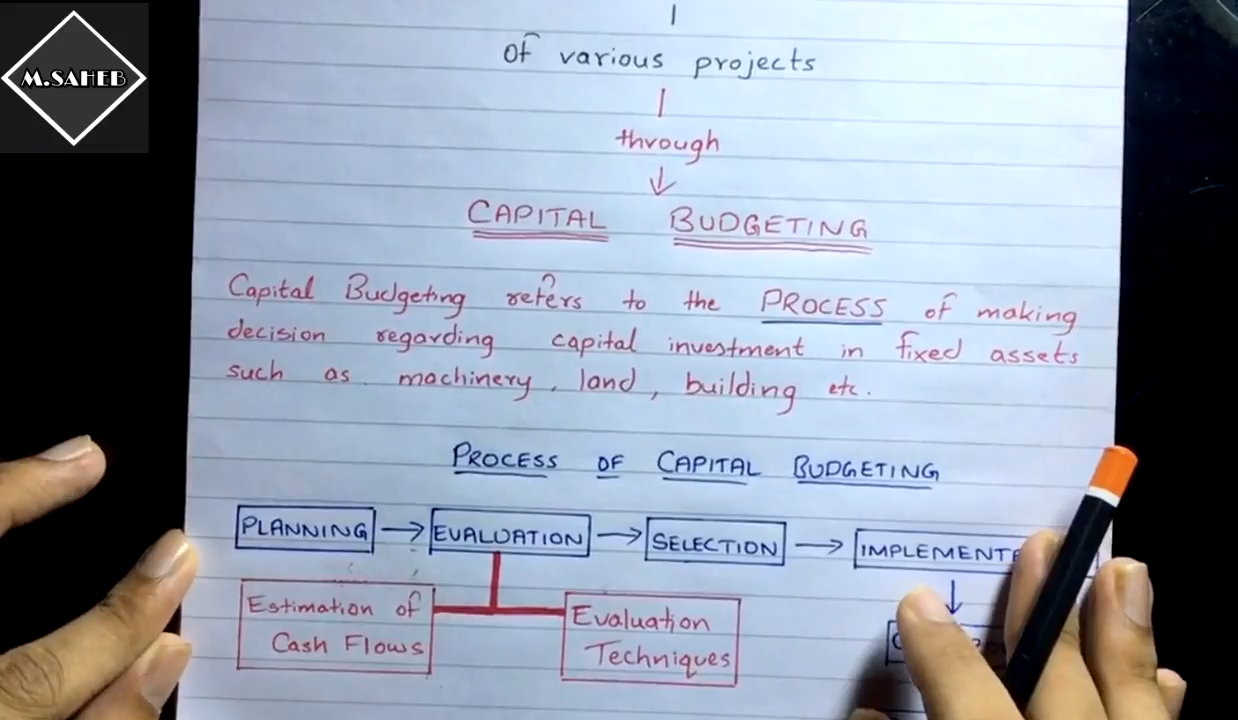 M.SAHEB
of various projects
through
CAPITAL BUDGETING
Capital Budgeting refers to the PROCESS of making
decision regarding capital investment in fixed assets
such as machinery, land, building etc.
PROCESS OF CAPITAL BUDGETING
PLANNING → EVALUATION → SELECTION →
Estimation of
Cash Flows
Evaluation
Techniques